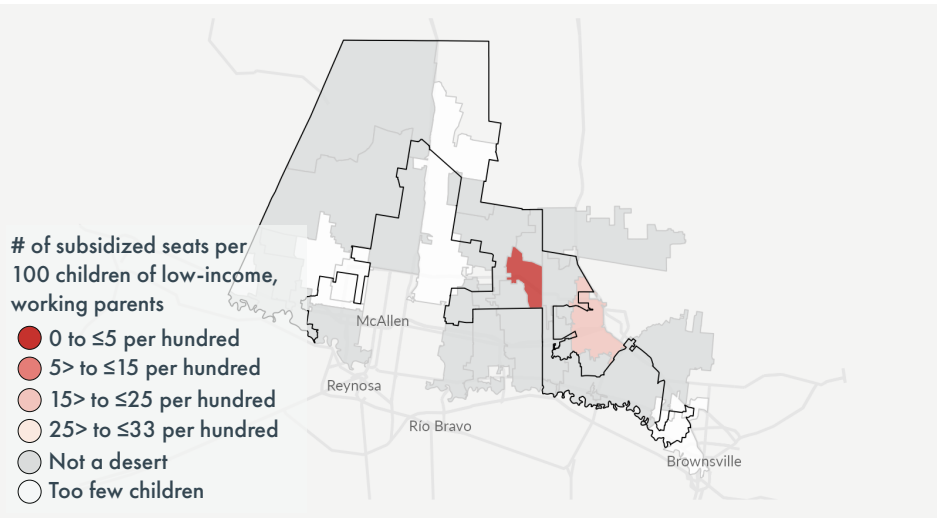 # of subsidized seats per
100 children of low-income,
working parents
0 to ≤5 per hundred
5> to ≤15 per hundred
15> to ≤25 per hundred
25> to ≤33 per hundred
Not a desert
Too few children
McAllen
Reynosa
Río Bravo
Brownsville